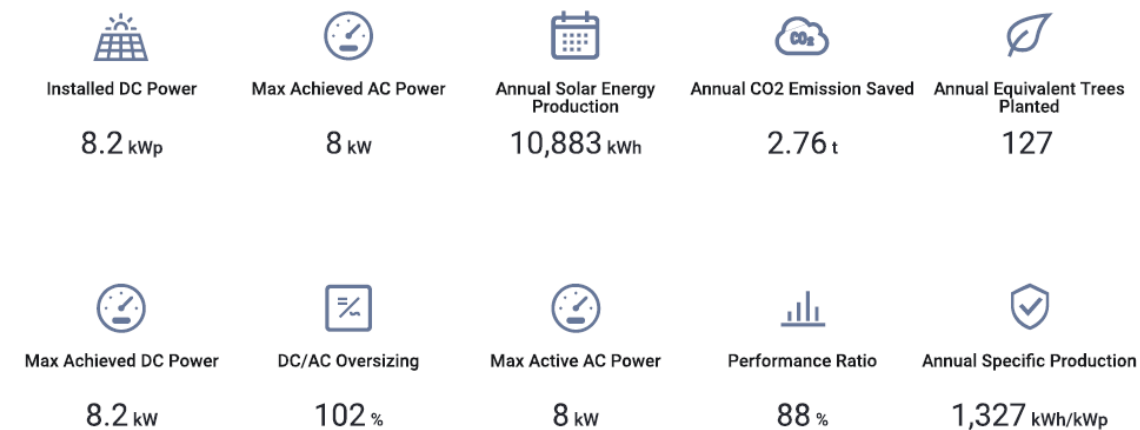 CO₂
Installed DC Power
Max Achieved AC Power
Annual Solar Energy
Production
Annual CO2 Emission Saved
Annual Equivalent Trees
Planted
8.2 kWp
8 kW
10,883 kWh
2.76 t
127
Max Achieved DC Power
DC/AC Oversizing
Max Active AC Power
Performance Ratio
Annual Specific Production
8.2 kW
102 %
8 kW
88 %
1,327 kWh/kWp